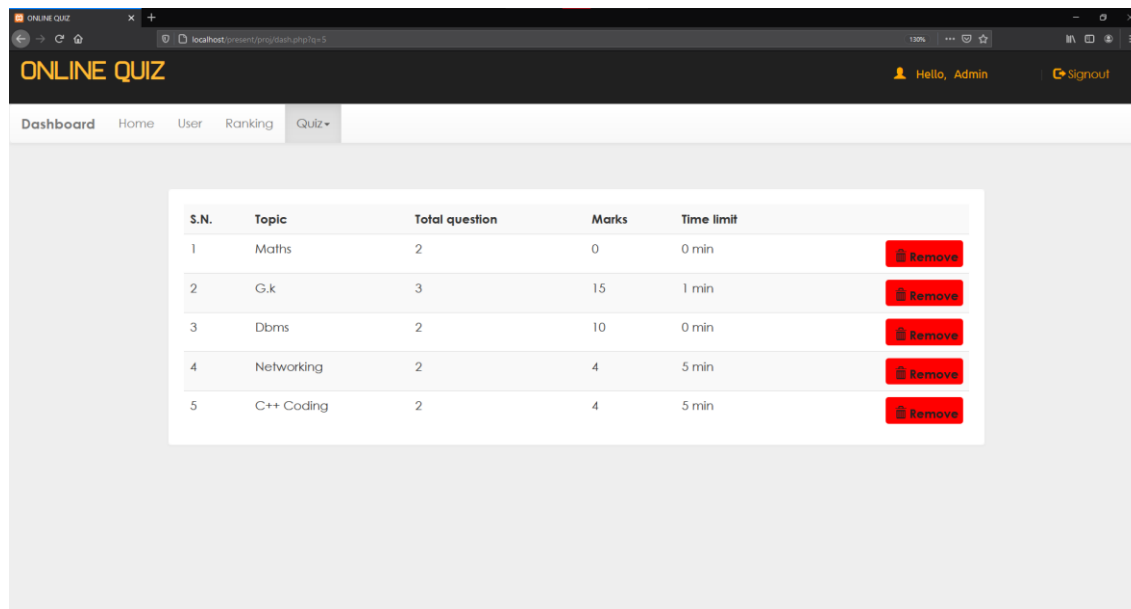 ONLINE QUIZ
localhost/present/proj/dash.php?q=5
130%
ONLINE QUIZ
Hello, Admin
Signout
Dashboard Home User Ranking Quiz
S.N. Topic Total question Marks Time limit
1 Maths 2 0 0 min Remove
2 G.k 3 15 1 min Remove
3 Dbms 2 10 0 min Remove
4 Networking 2 4 5 min Remove
5 C++ Coding 2 4 5 min Remove